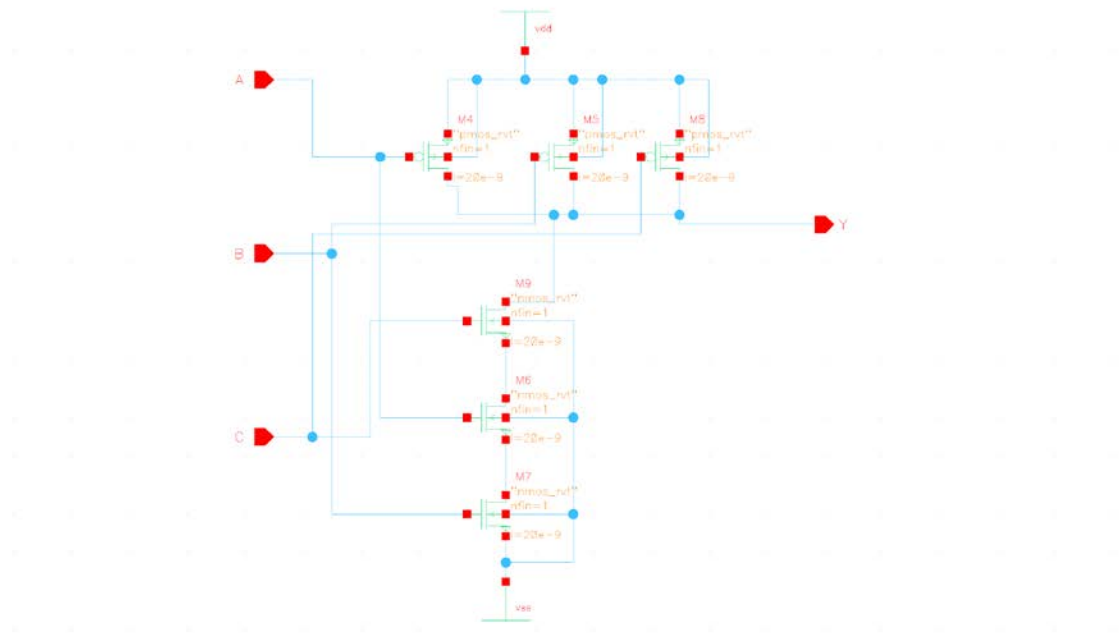 vdd
A
M4
"pmos_rvt"
nfin=1
l=20e-9
M5
"pmos_rvt"
nfin=1
l=20e-9
M8
"pmos_rvt"
nfin=1
l=20e-9
Y
B
M9
"nmos_rvt"
nfin=1
l=20e-9
M6
"nmos_rvt"
nfin=1
l=20e-9
C
M7
"nmos_rvt"
nfin=1
l=20e-9
vss